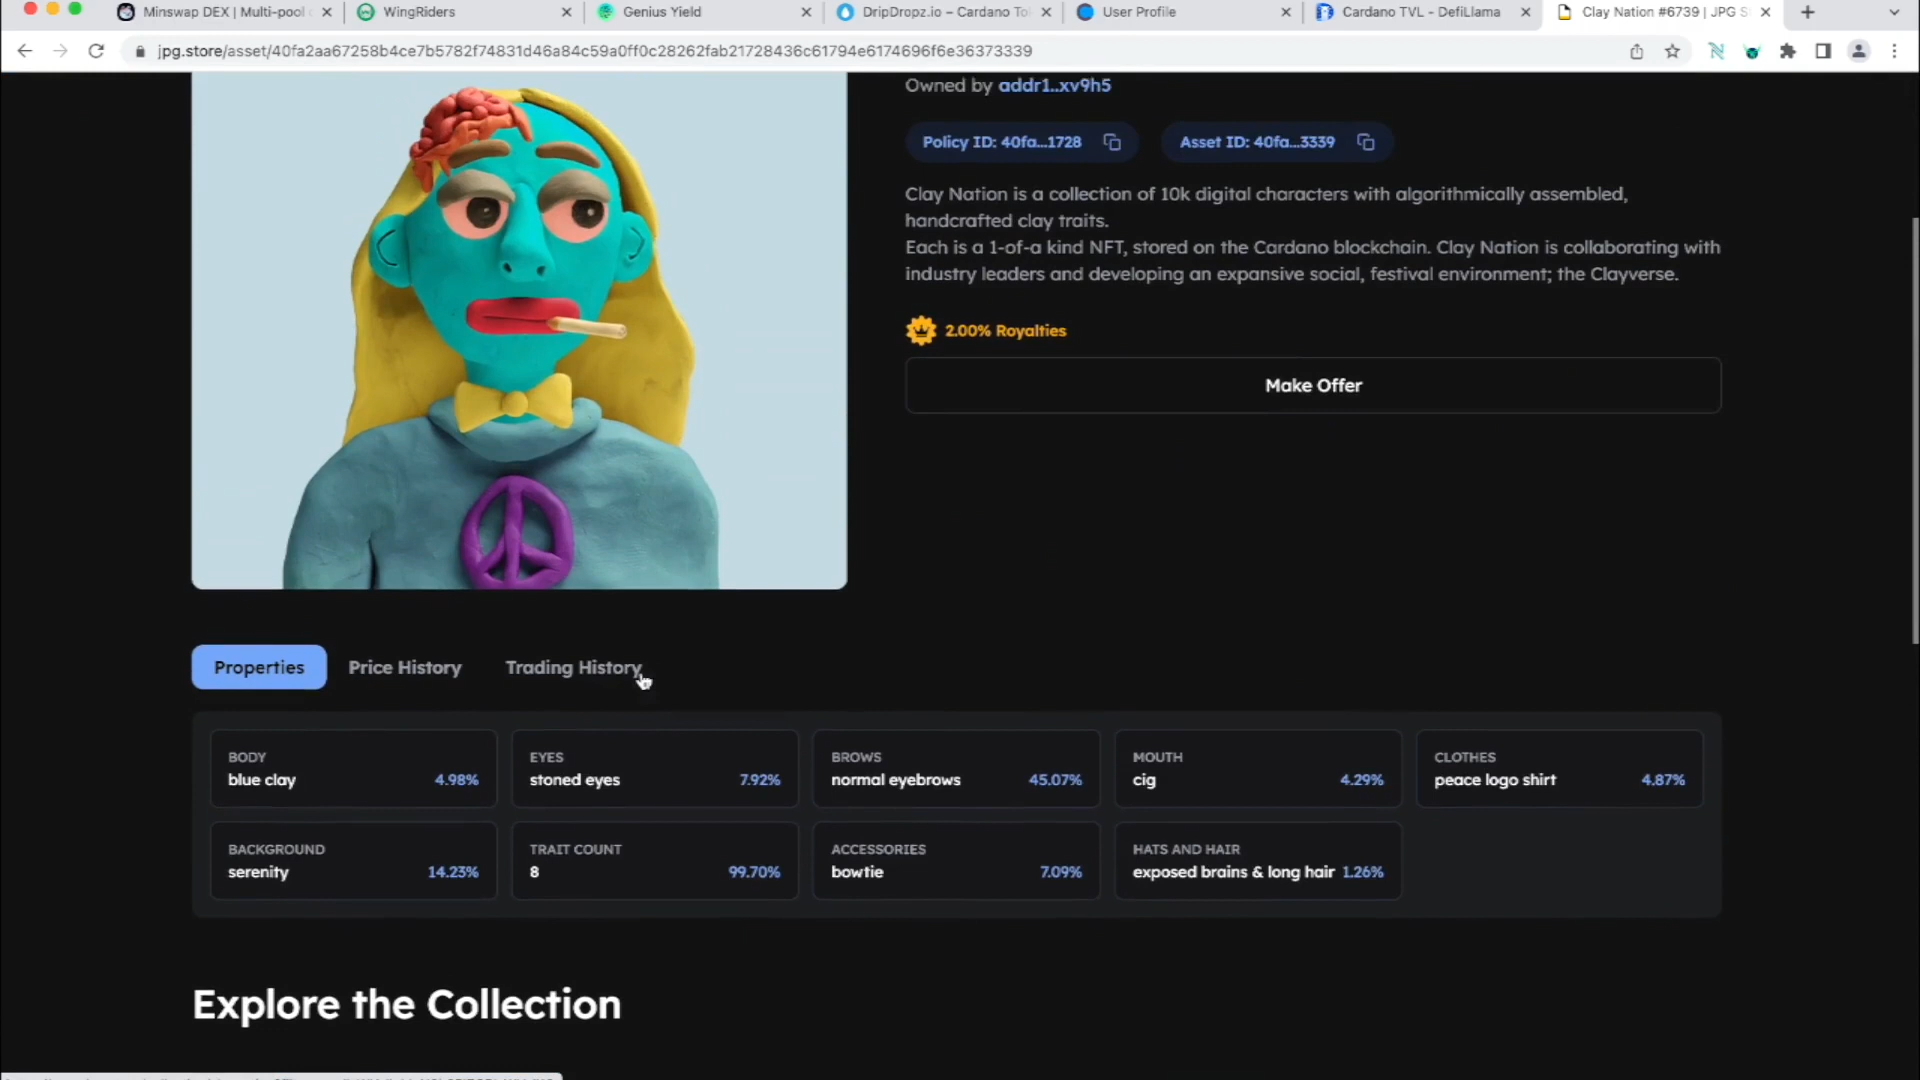 Minswap DEX | Multi-pool
WingRiders
Genius Yield
DripDropz.io – Cardano To
User Profile
Cardano TVL - DefiLlama
Clay Nation #6739 | JPG S
jpg.store/asset/40fa2aa67258b4ce7b5782f74831d46a84c59a0ff0c28262fab21728436c61794e6174696f6e36373339
Owned by addr1..xv9h5
Policy ID: 40fa...1728
Asset ID: 40fa...3339
Clay Nation is a collection of 10k digital characters with algorithmically assembled,
handcrafted clay traits.
Each is a 1-of-a kind NFT, stored on the Cardano blockchain. Clay Nation is collaborating with
industry leaders and developing an expansive social, festival environment; the Clayverse.
2.00% Royalties
Make Offer
Properties
Price History
Trading History
BODY
blue clay 4.98%
EYES
stoned eyes 7.92%
BROWS
normal eyebrows 45.07%
MOUTH
cig 4.29%
CLOTHES
peace logo shirt 4.87%
BACKGROUND
serenity 14.23%
TRAIT COUNT
8 99.70%
ACCESSORIES
bowtie 7.09%
HATS AND HAIR
exposed brains & long hair 1.26%
Explore the Collection